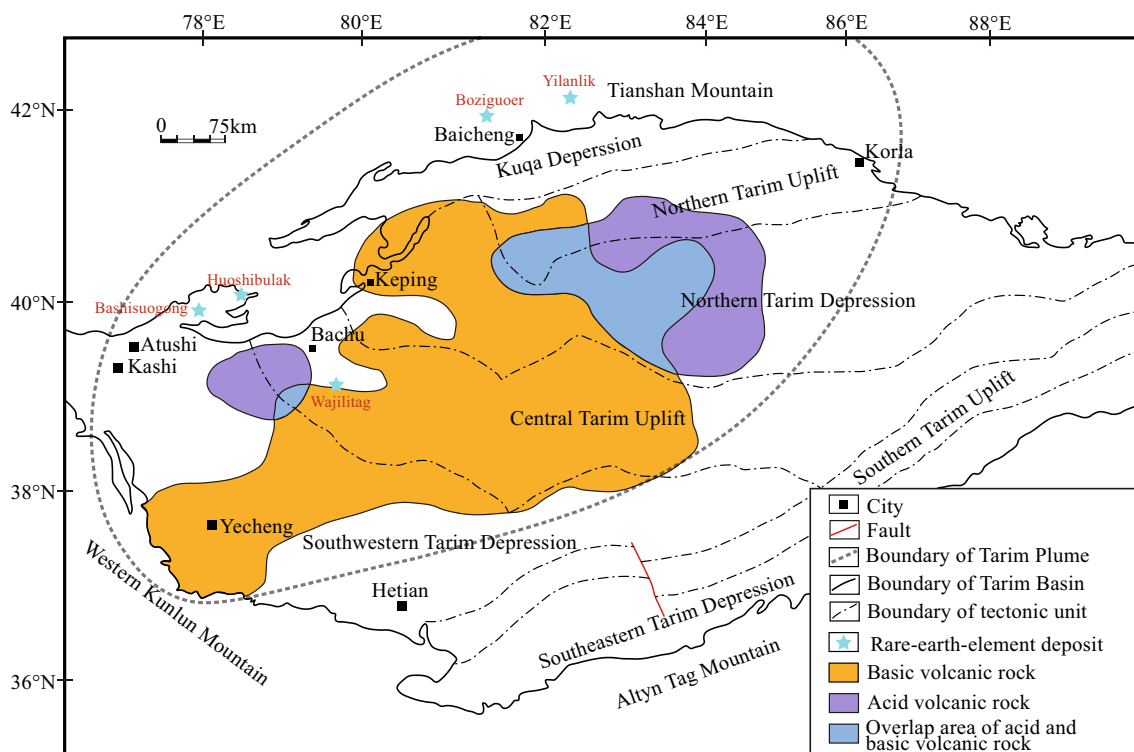 78°E
80°E
82°E
84°E
86°E
88°E
42°N
40°N
38°N
36°N
0 75km
Yilanlik
Boziguoer
Tianshan Mountain
Baicheng
Kuqa Deperssion
Korla
Northern Tarim Uplift
Huoshibulak
Keping
Bashisuogong
Northern Tarim Depression
Atushi
Bachu
Kashi
Wajilitag
Central Tarim Uplift
Southern Tarim Uplift
Yecheng
Southwestern Tarim Depression
Western Kunlun Mountain
Hetian
Southeastern Tarim Depression
Altyn Tag Mountain
City
Fault
Boundary of Tarim Plume
Boundary of Tarim Basin
Boundary of tectonic unit
Rare-earth-element deposit
Basic volcanic rock
Acid volcanic rock
Overlap area of acid and
basic volcanic rock